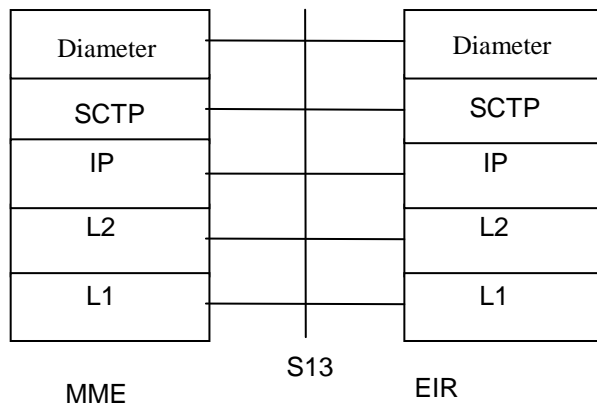 Diameter Diameter
SCTP SCTP
IP IP
L2 L2
L1 L1
S13
MME EIR